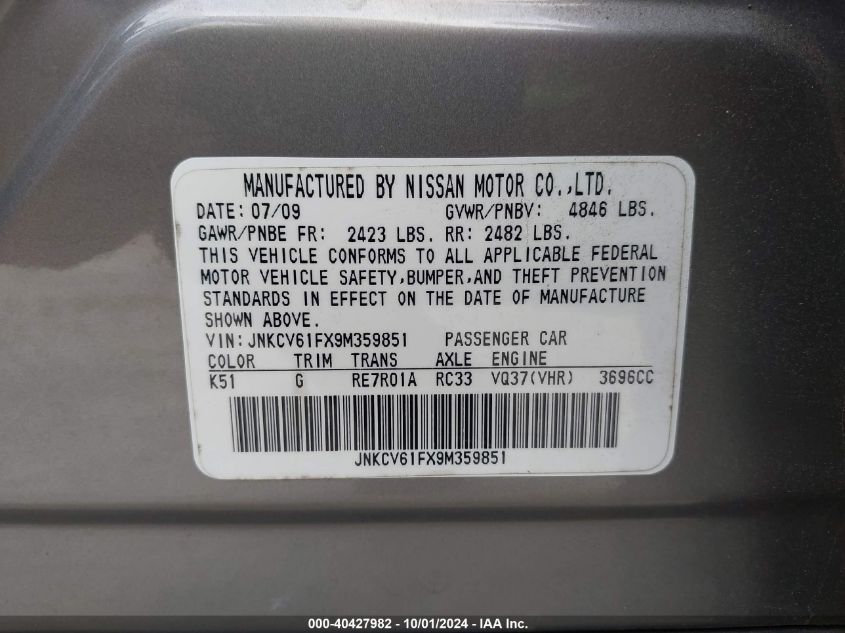 MANUFACTURED BY NISSAN MOTOR CO.,LTD.
DATE: 07/09 GVWR/PNBV: 4846 LBS.
GAWR/PNBE FR: 2423 LBS. RR: 2482 LBS.
THIS VEHICLE CONFORMS TO ALL APPLICABLE FEDERAL
MOTOR VEHICLE SAFETY,BUMPER,AND THEFT PREVENTION
STANDARDS IN EFFECT ON THE DATE OF MANUFACTURE
SHOWN ABOVE.
VIN:JNKCV61FX9M359851 PASSENGER CAR
COLOR TRIM TRANS AXLE ENGINE
K51 G RE7R01A RC33 VQ37(VHR) 3696CC
JNKCV61FX9M359851
000-40427982 - 10/01/2024 - IAA Inc.